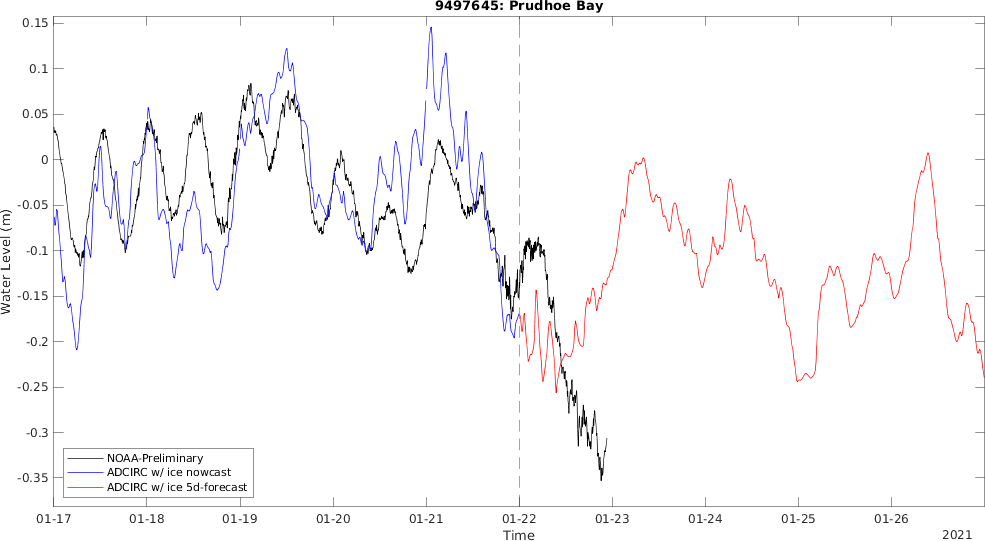 9497645: Prudhoe Bay
0.15
0.1
0.05
0
-0.05
-0.1
-0.15
-0.2
-0.25
-0.3
-0.35
Water Level (m)
NOAA-Preliminary
ADCIRC w/ ice nowcast
ADCIRC w/ ice 5d-forecast
01-17 01-18 01-19 01-20 01-21 01-22 01-23 01-24 01-25 01-26
Time
2021